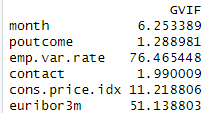 GVIF
month 6.253389
poutcome 1.288981
emp.var.rate 76.465448
contact 1.990009
cons.price.idx 11.218806
euribor3m 51.138803